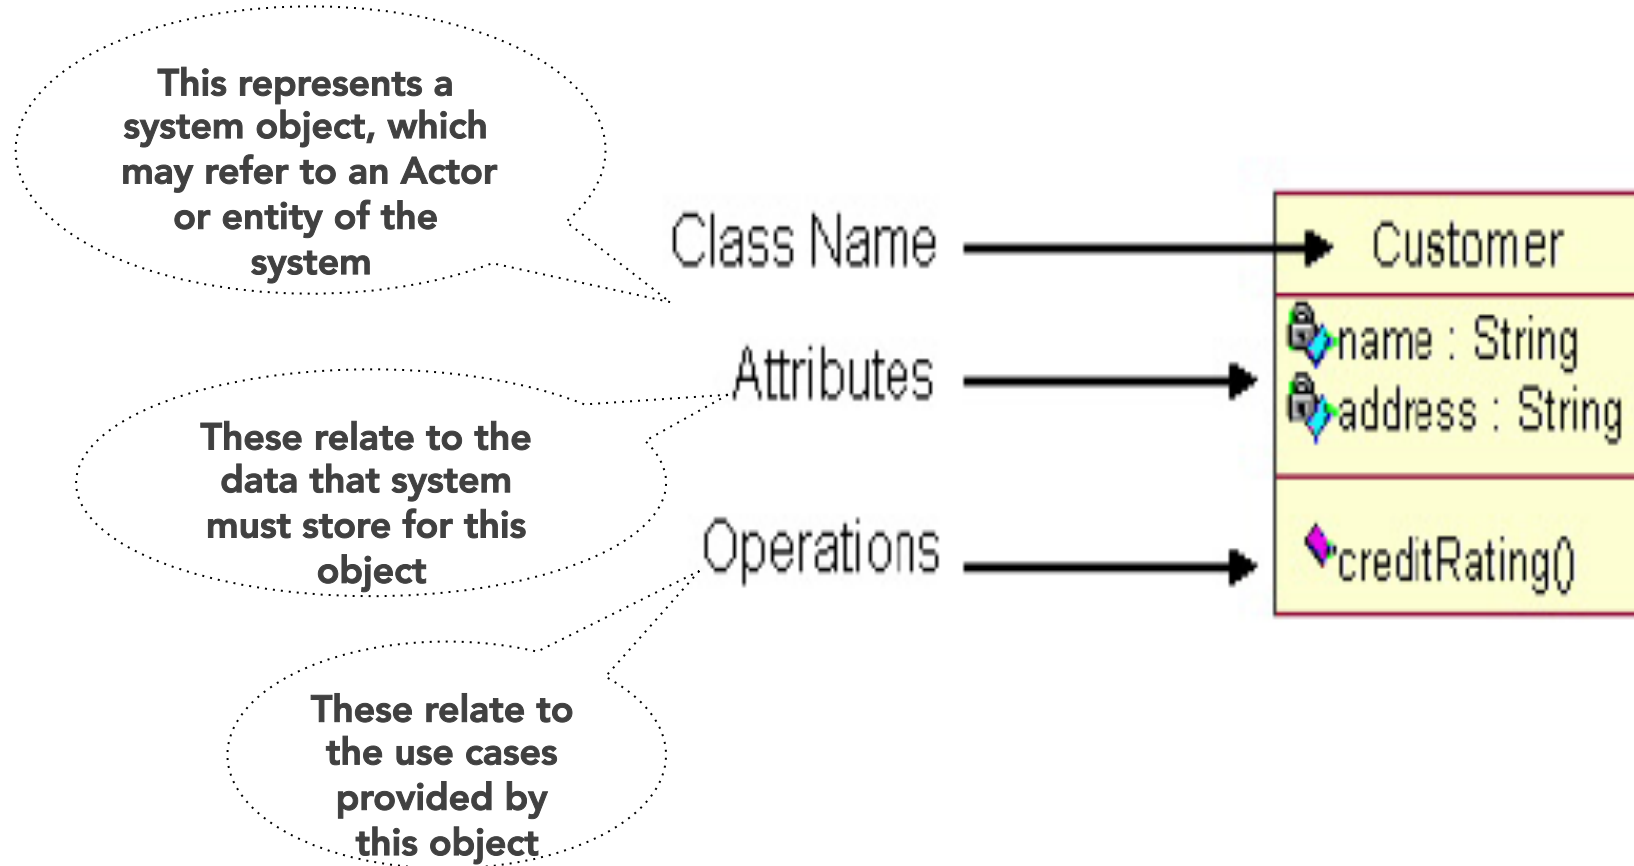 This represents a
system object, which
may refer to an Actor
or entity of the
system
Class Name
Customer
name : String
address : String
Attributes
These relate to the
data that system
must store for this
object
Operations
creditRating()
These relate to
the use cases
provided by
this object